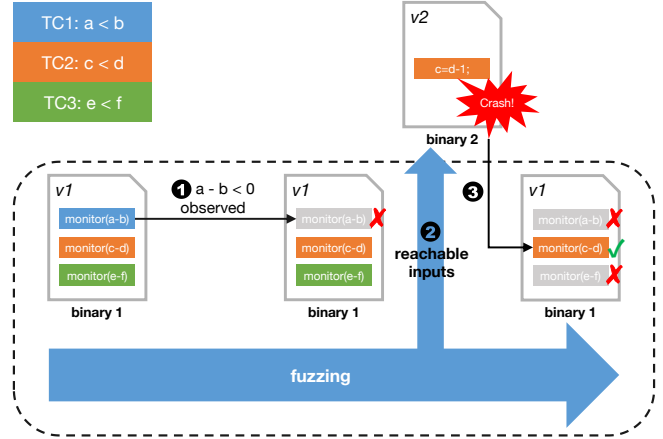 TC1: a < b
TC2: c < d
TC3: e < f
v2
c=d-1;
Crash!
binary 2
v1
monitor(a-b)
monitor(c-d)
monitor(e-f)
binary 1
1 a - b < 0
observed
v1
monitor(a-b)
monitor(c-d)
monitor(e-f)
binary 1
2
reachable
inputs
3
v1
monitor(a-b)
monitor(c-d)
monitor(e-f)
binary 1
fuzzing